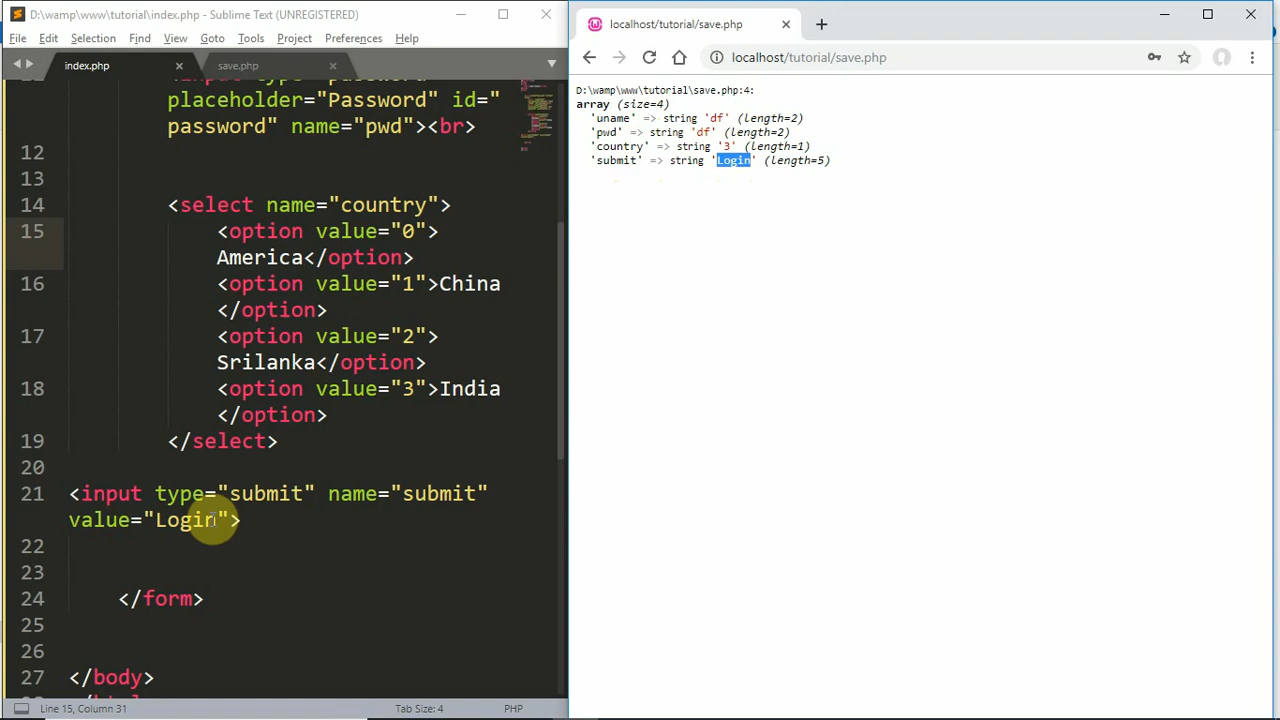 D:\wamp\www\tutorial\index.php - Sublime Text (UNREGISTERED)
File Edit Selection Find View Goto Tools Project Preferences Help
index.php
save.php
placeholder="Password" id="
password" name="pwd"><br>
12
13
14 <select name="country">
15 <option value="0">
America</option>
16 <option value="1">China
</option>
17 <option value="2">
Srilanka</option>
18 <option value="3">India
</option>
19 </select>
20
21 <input type="submit" name="submit"
value="Login">
22
23
24 </form>
25
26
27 </body>
Line 15, Column 31
Tab Size: 4
PHP
localhost/tutorial/save.php
localhost/tutorial/save.php
D:\wamp\www\tutorial\save.php:4:
array (size=4)
'uname' => string 'df' (length=2)
'pwd' => string 'df' (length=2)
'country' => string '3' (length=1)
'submit' => string 'Login' (length=5)